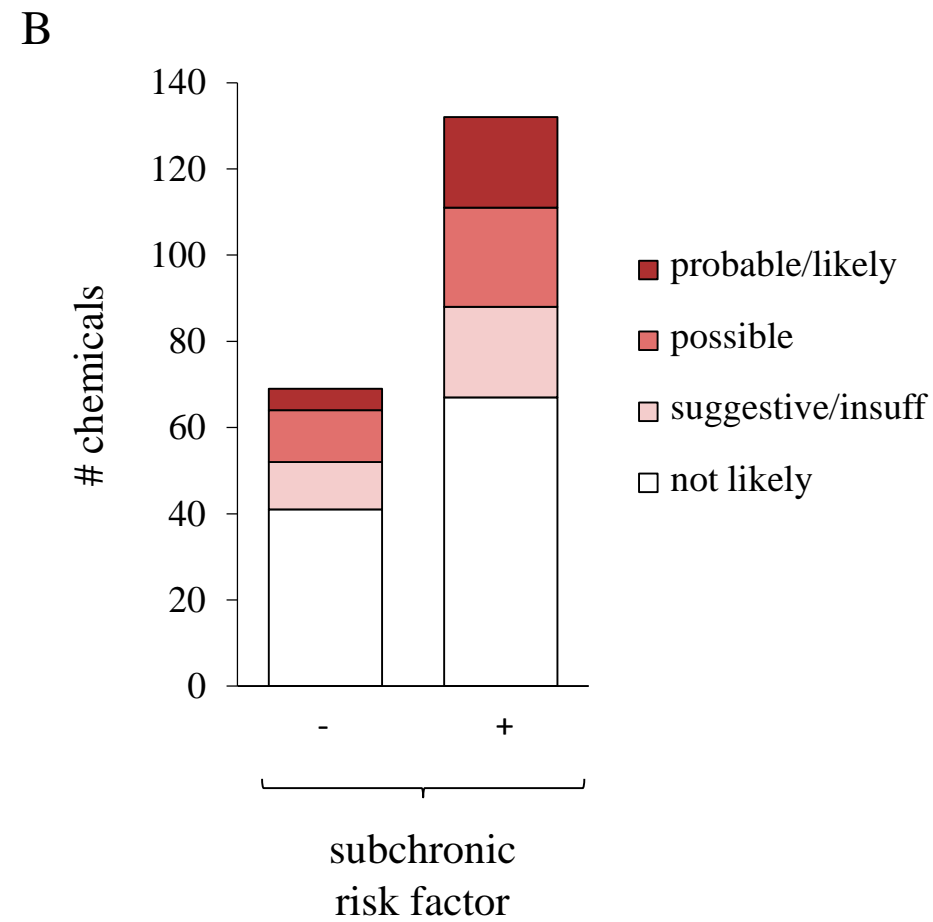 B
140
120
100
80
60
40
20
0
# chemicals
probable/likely
possible
suggestive/insuff
not likely
-
+
subchronic
risk factor